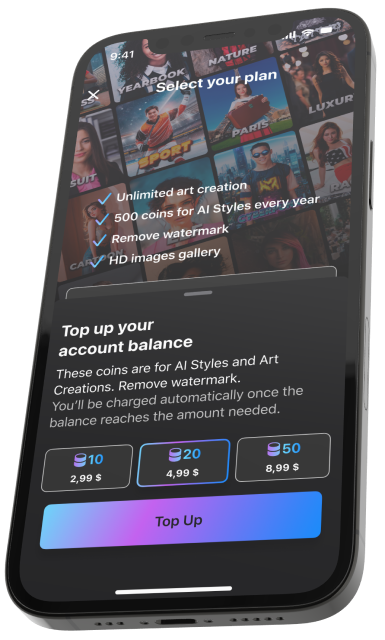 9:41
NATURE
YEARBOOK
Select your plan
SS
LUXUR
PARIS
SPORT
SUIT
Unlimited art creation
500 coins for AI Styles every year
RA
Remove watermark
CARTOON
HD images gallery
Top up your
account balance
These coins are for AI Styles and Art
Creations. Remove watermark.
You'll be charged automatically once the
balance reaches the amount needed.
10
20
50
2,99 $
4,99 $
8,99 $
Top Up